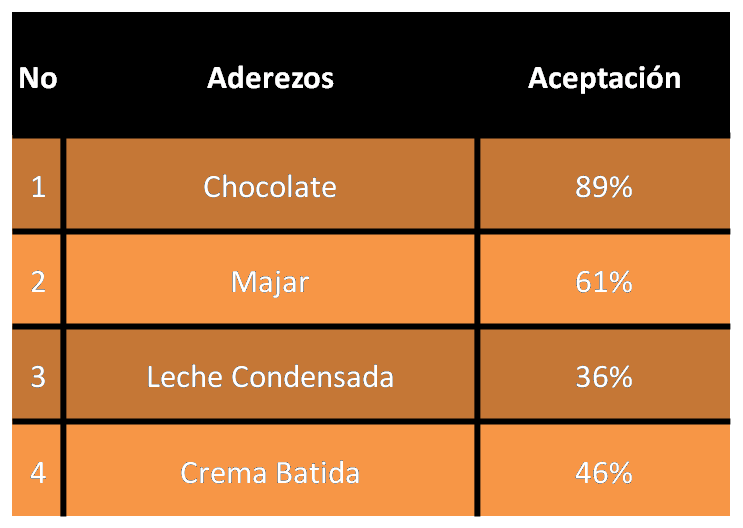 No Aderezos Aceptación
1 Chocolate 89%
2 Majar 61%
3 Leche Condensada 36%
4 Crema Batida 46%